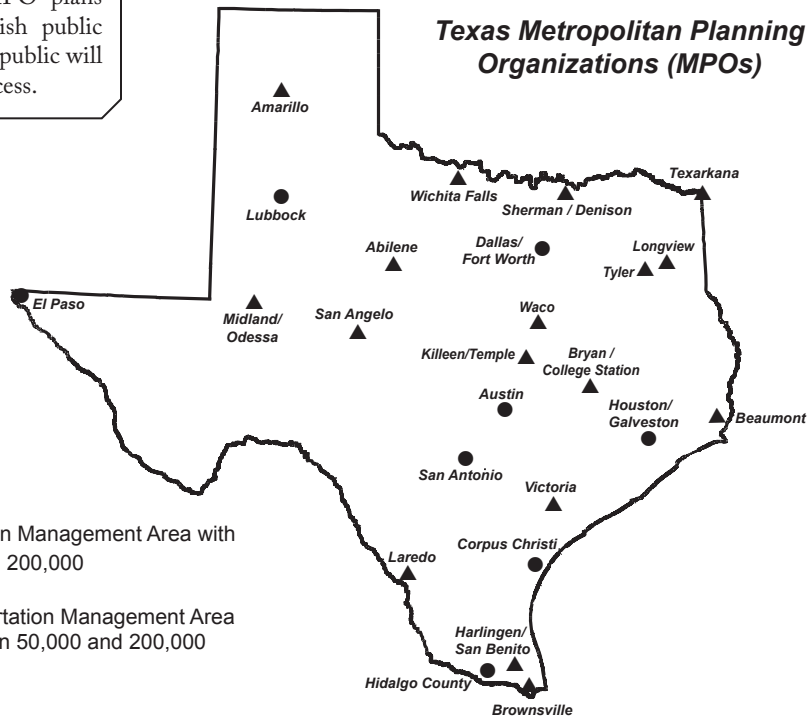 PO plans
ish public
public will
cess.
Texas Metropolitan Planning
Organizations (MPOs)
Amarillo
Lubbock
Wichita Falls
Sherman / Denison
Texarkana
Abilene
Dallas/
Fort Worth
Longview
Tyler
El Paso
Midland/
Odessa
San Angelo
Waco
Killeen/Temple
Bryan /
College Station
Austin
Houston/
Galveston
Beaumont
San Antonio
Victoria
n Management Area with
200,000
Corpus Christi
Laredo
rtation Management Area
n 50,000 and 200,000
Harlingen/
San Benito
Hidalgo County
Brownsville